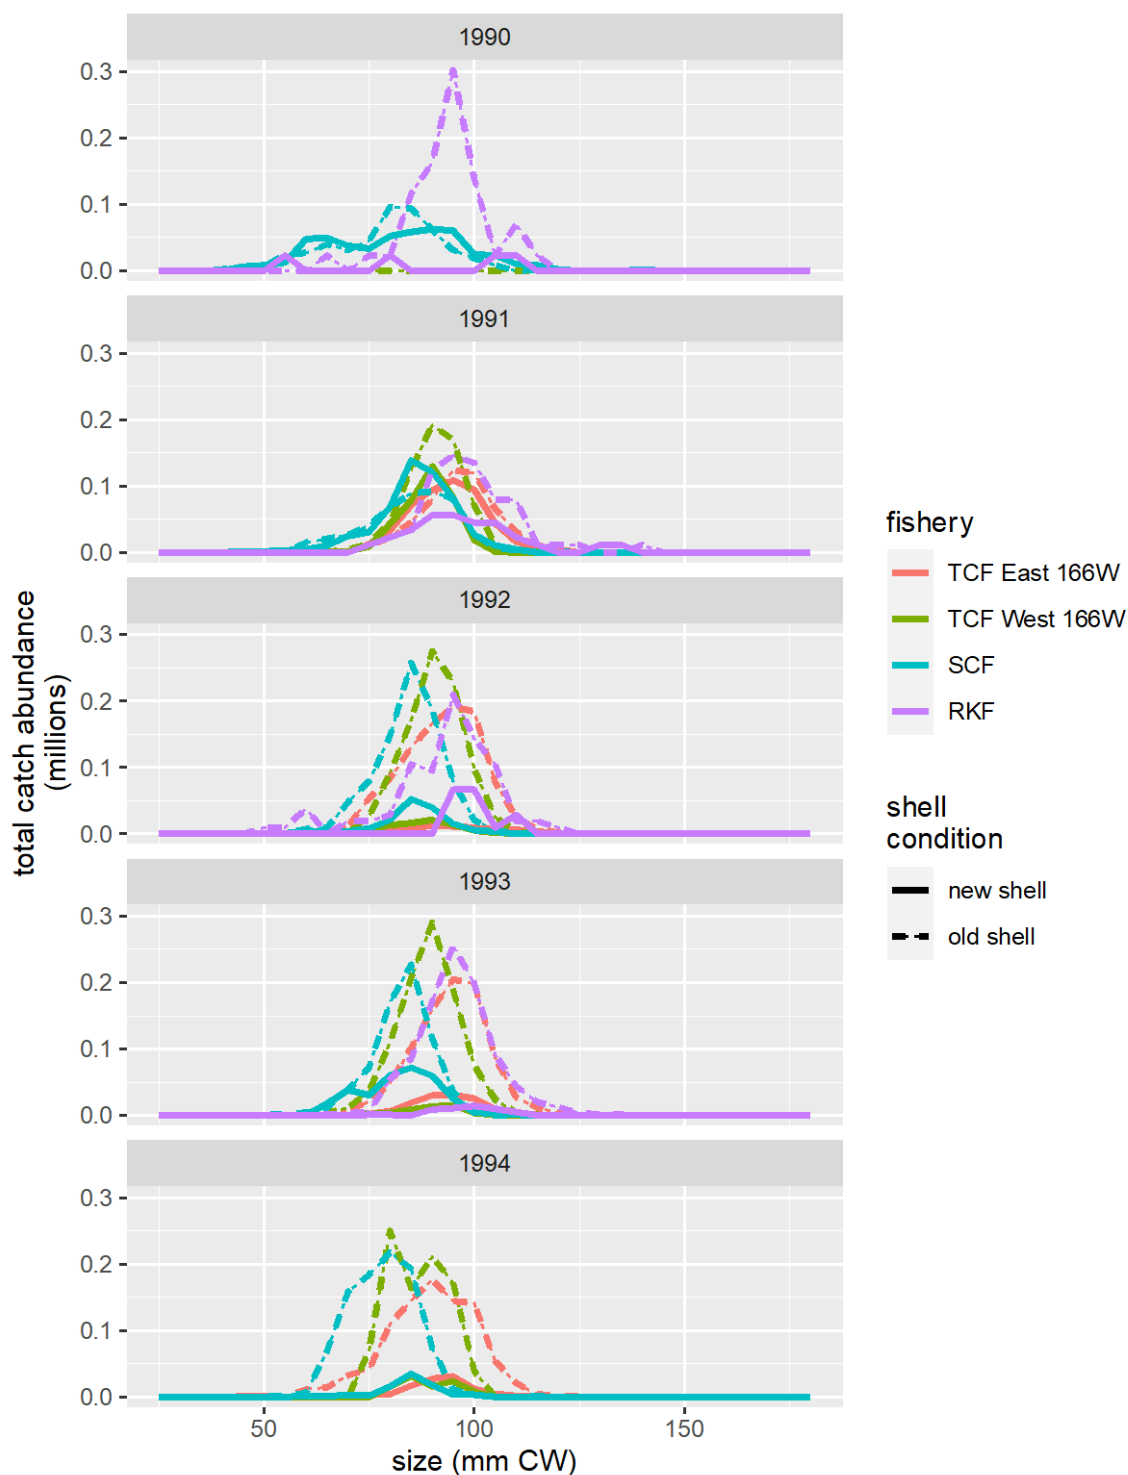 1990
0.3
0.2
0.1
0.0
1991
0.3
0.2
0.1
0.0
1992
0.3
0.2
0.1
0.0
1993
0.3
0.2
0.1
0.0
1994
0.3
0.2
0.1
0.0
50
100
150
size (mm CW)
total catch abundance
(millions)
fishery
TCF East 166W
TCF West 166W
SCF
RKF
shell
condition
new shell
old shell